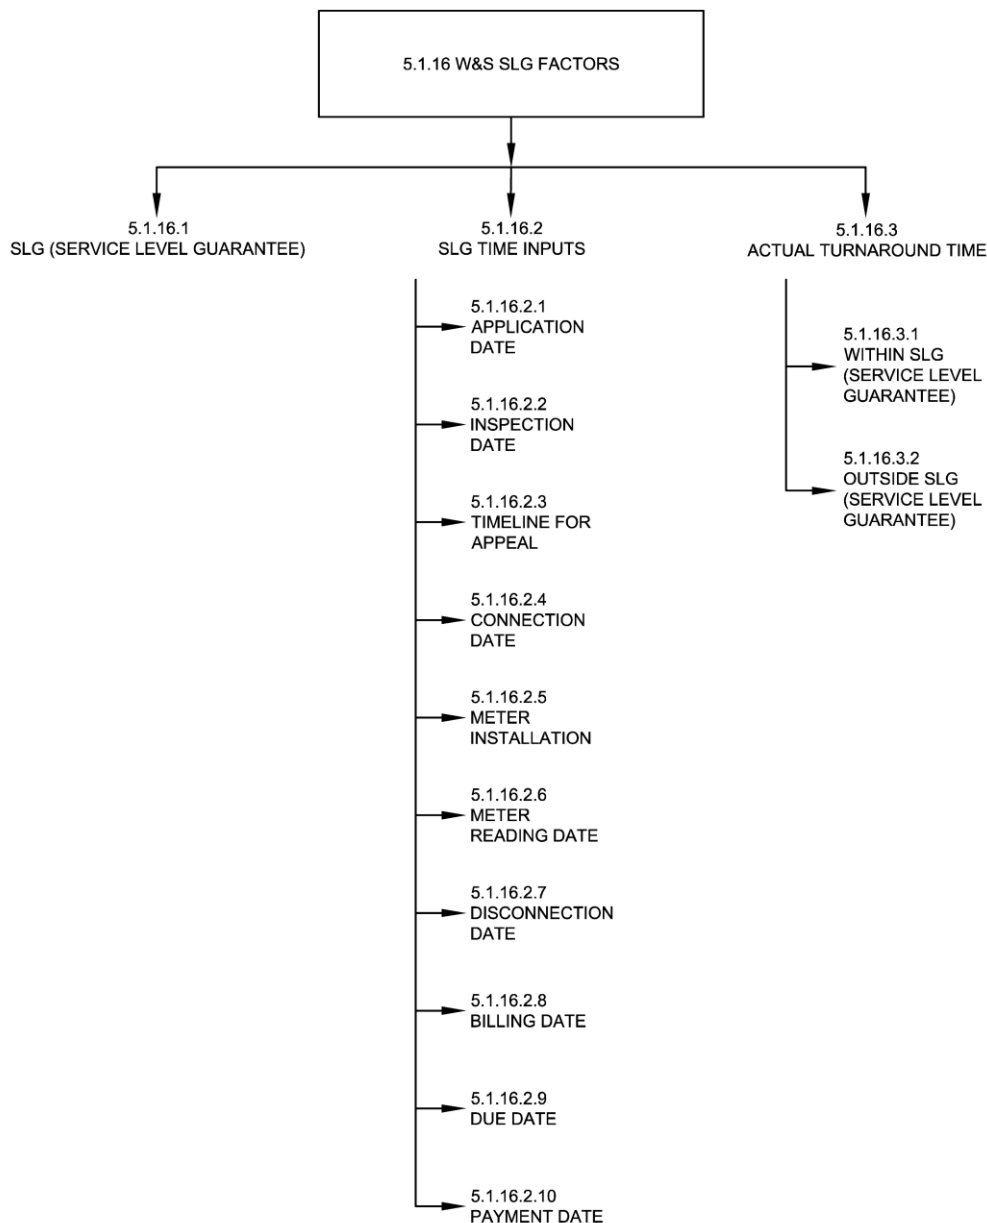 5.1.16 W&S SLG FACTORS
5.1.16.1
SLG (SERVICE LEVEL GUARANTEE)
5.1.16.2
SLG TIME INPUTS
5.1.16.2.1
APPLICATION
DATE
5.1.16.2.2
INSPECTION
DATE
5.1.16.2.3
TIMELINE FOR
APPEAL
5.1.16.2.4
CONNECTION
DATE
5.1.16.2.5
METER
INSTALLATION
5.1.16.2.6
METER
READING DATE
5.1.16.2.7
DISCONNECTION
DATE
5.1.16.2.8
BILLING DATE
5.1.16.2.9
DUE DATE
5.1.16.2.10
PAYMENT DATE
5.1.16.3
ACTUAL TURNAROUND TIME
5.1.16.3.1
WITHIN SLG
(SERVICE LEVEL
GUARANTEE)
5.1.16.3.2
OUTSIDE SLG
(SERVICE LEVEL
GUARANTEE)